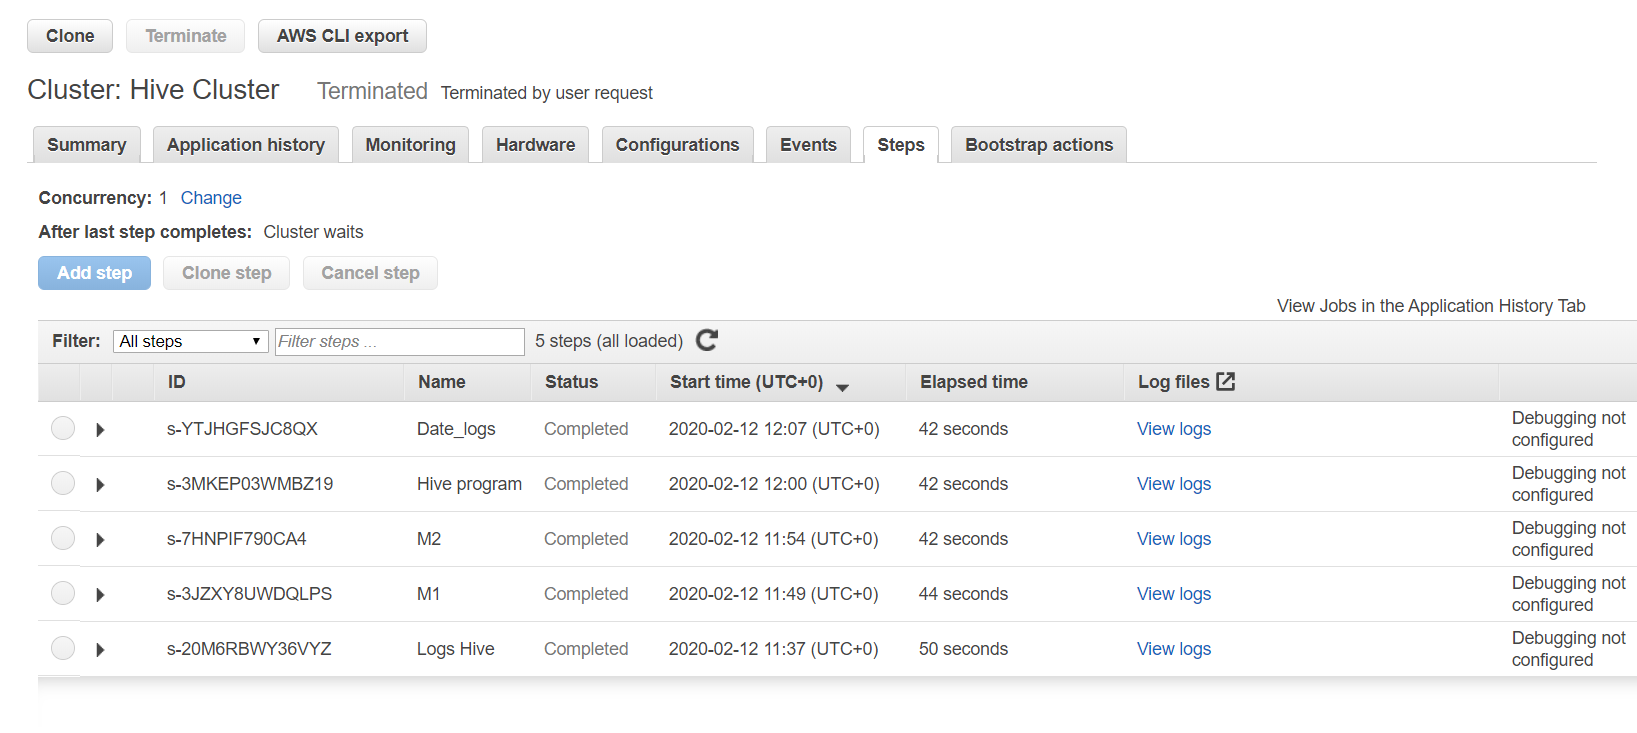 Clone Terminate AWS CLI export
Cluster: Hive Cluster Terminated Terminated by user request
Summary Application history Monitoring Hardware Configurations Events Steps Bootstrap actions
Concurrency: 1 Change
After last step completes: Cluster waits
Add step Clone step Cancel step
View Jobs in the Application History Tab
Filter: All steps Filter steps ... 5 steps (all loaded)
ID Name Status Start time (UTC+0) Elapsed time Log files
s-YTJHGFSJC8QX Date_logs Completed 2020-02-12 12:07 (UTC+0) 42 seconds View logs Debugging not
configured
s-3MKEP03WMBZ19 Hive program Completed 2020-02-12 12:00 (UTC+0) 42 seconds View logs Debugging not
configured
s-7HNPIF790CA4 M2 Completed 2020-02-12 11:54 (UTC+0) 42 seconds View logs Debugging not
configured
s-3JZXY8UWDQLPS M1 Completed 2020-02-12 11:49 (UTC+0) 44 seconds View logs Debugging not
configured
s-20M6RBWY36VYZ Logs Hive Completed 2020-02-12 11:37 (UTC+0) 50 seconds View logs Debugging not
configured